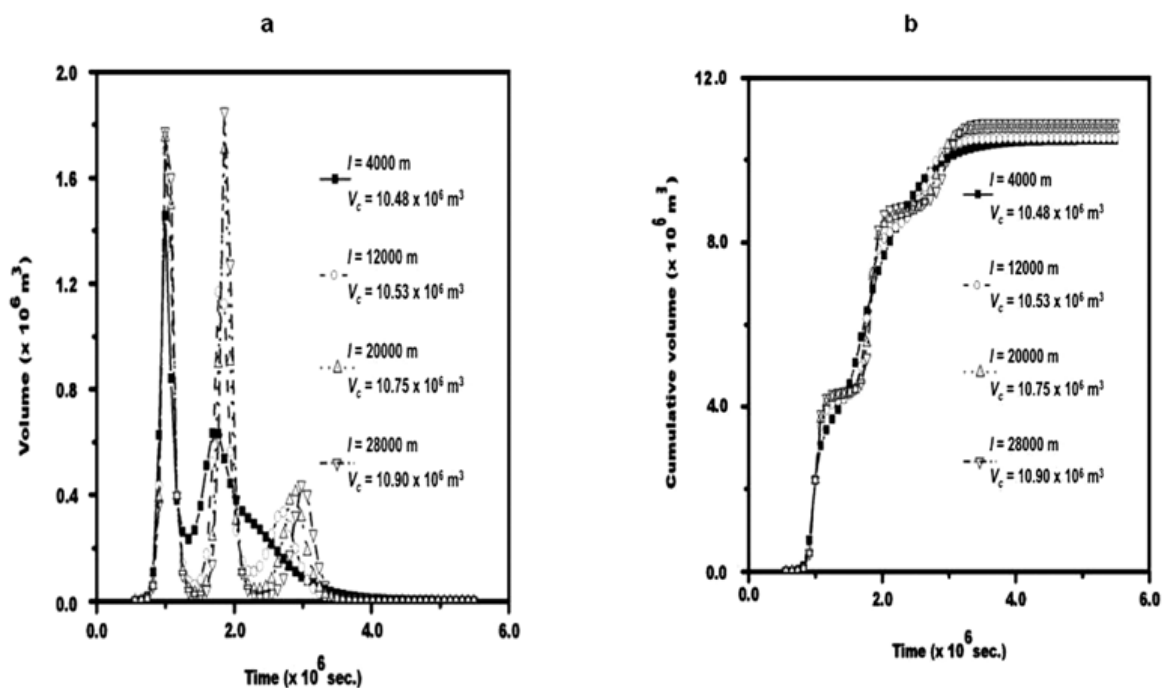 a
2.0
1.6
1.2
0.8
0.4
0.0
Volume (x 10⁶ m³)
l = 4000 m
Vc = 10.48 x 10⁶ m³
l = 12000 m
Vc = 10.53 x 10⁶ m³
l = 20000 m
Vc = 10.75 x 10⁶ m³
l = 28000 m
Vc = 10.90 x 10⁶ m³
0.0 2.0 4.0 6.0
Time (x 10⁶ sec.)
b
12.0
8.0
4.0
0.0
Cumulative volume (x 10⁶ m³)
l = 4000 m
Vc = 10.48 x 10⁶ m³
l = 12000 m
Vc = 10.53 x 10⁶ m³
l = 20000 m
Vc = 10.75 x 10⁶ m³
l = 28000 m
Vc = 10.90 x 10⁶ m³
0.0 2.0 4.0 6.0
Time (x 10⁶ sec.)